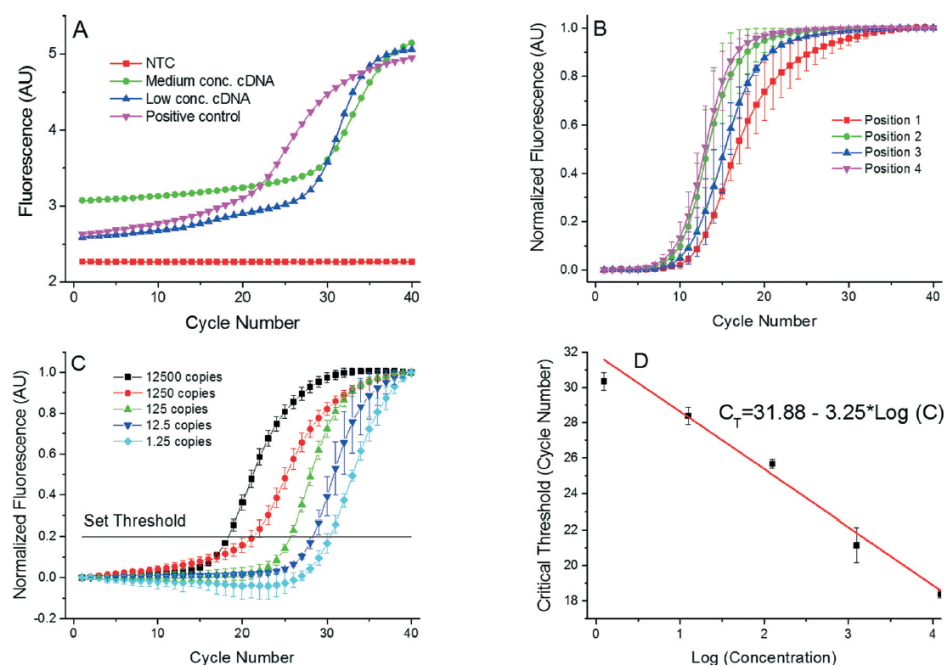 A
Fluorescence (AU)
5
4
3
2
NTC
Medium conc. cDNA
Low conc. cDNA
Positive control
0 10 20 30 40
Cycle Number
B
Normalized Fluorescence (AU)
1.0
0.8
0.6
0.4
0.2
0.0
Position 1
Position 2
Position 3
Position 4
0 10 20 30 40
Cycle Number
C
Normalized Fluorescence (AU)
1.0
0.8
0.6
0.4
0.2
0.0
-0.2
12500 copies
1250 copies
125 copies
12.5 copies
1.25 copies
Set Threshold
0 10 20 30 40
Cycle Number
D
Critical Threshold (Cycle Number)
32
30
28
26
24
22
20
18
C_T=31.88 - 3.25*Log (C)
0 1 2 3 4
Log (Concentration)